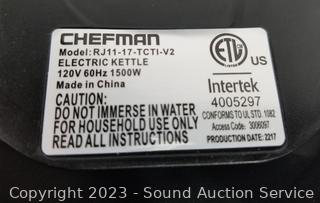 CHEFMAN
Model: RJ11-17-TCTI-V2
ELECTRIC KETTLE
120V 60Hz 1500W
Made in China
CAUTION:
DO NOT IMMERSE IN WATER
FOR HOUSEHOLD USE ONLY
READ ALL INSTRUCTIONS
ETL
US
Intertek
4005297
CONFORMS TO UL STD. 1082
Access Code: 3006097
PRODUCTION DATE: 2217
Copyright 2023 - Sound Auction Service